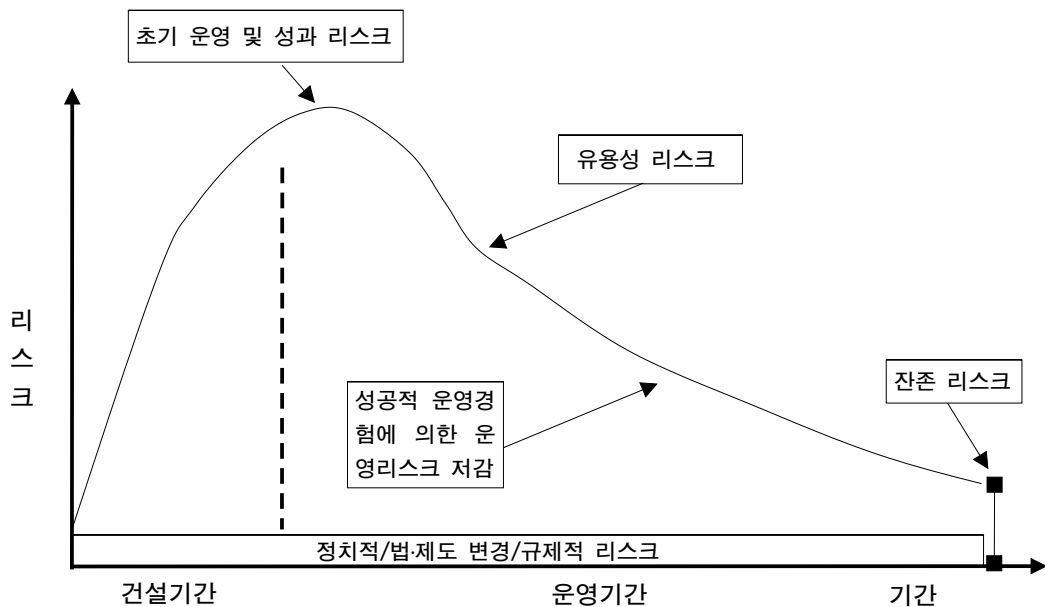 초기 운영 및 성과 리스크
유용성 리스크
리
스
크
잔존 리스크
성공적 운영경
험에 의한 운
영리스크 저감
정치적/법·제도 변경/규제적 리스크
건설기간
운영기간
기간